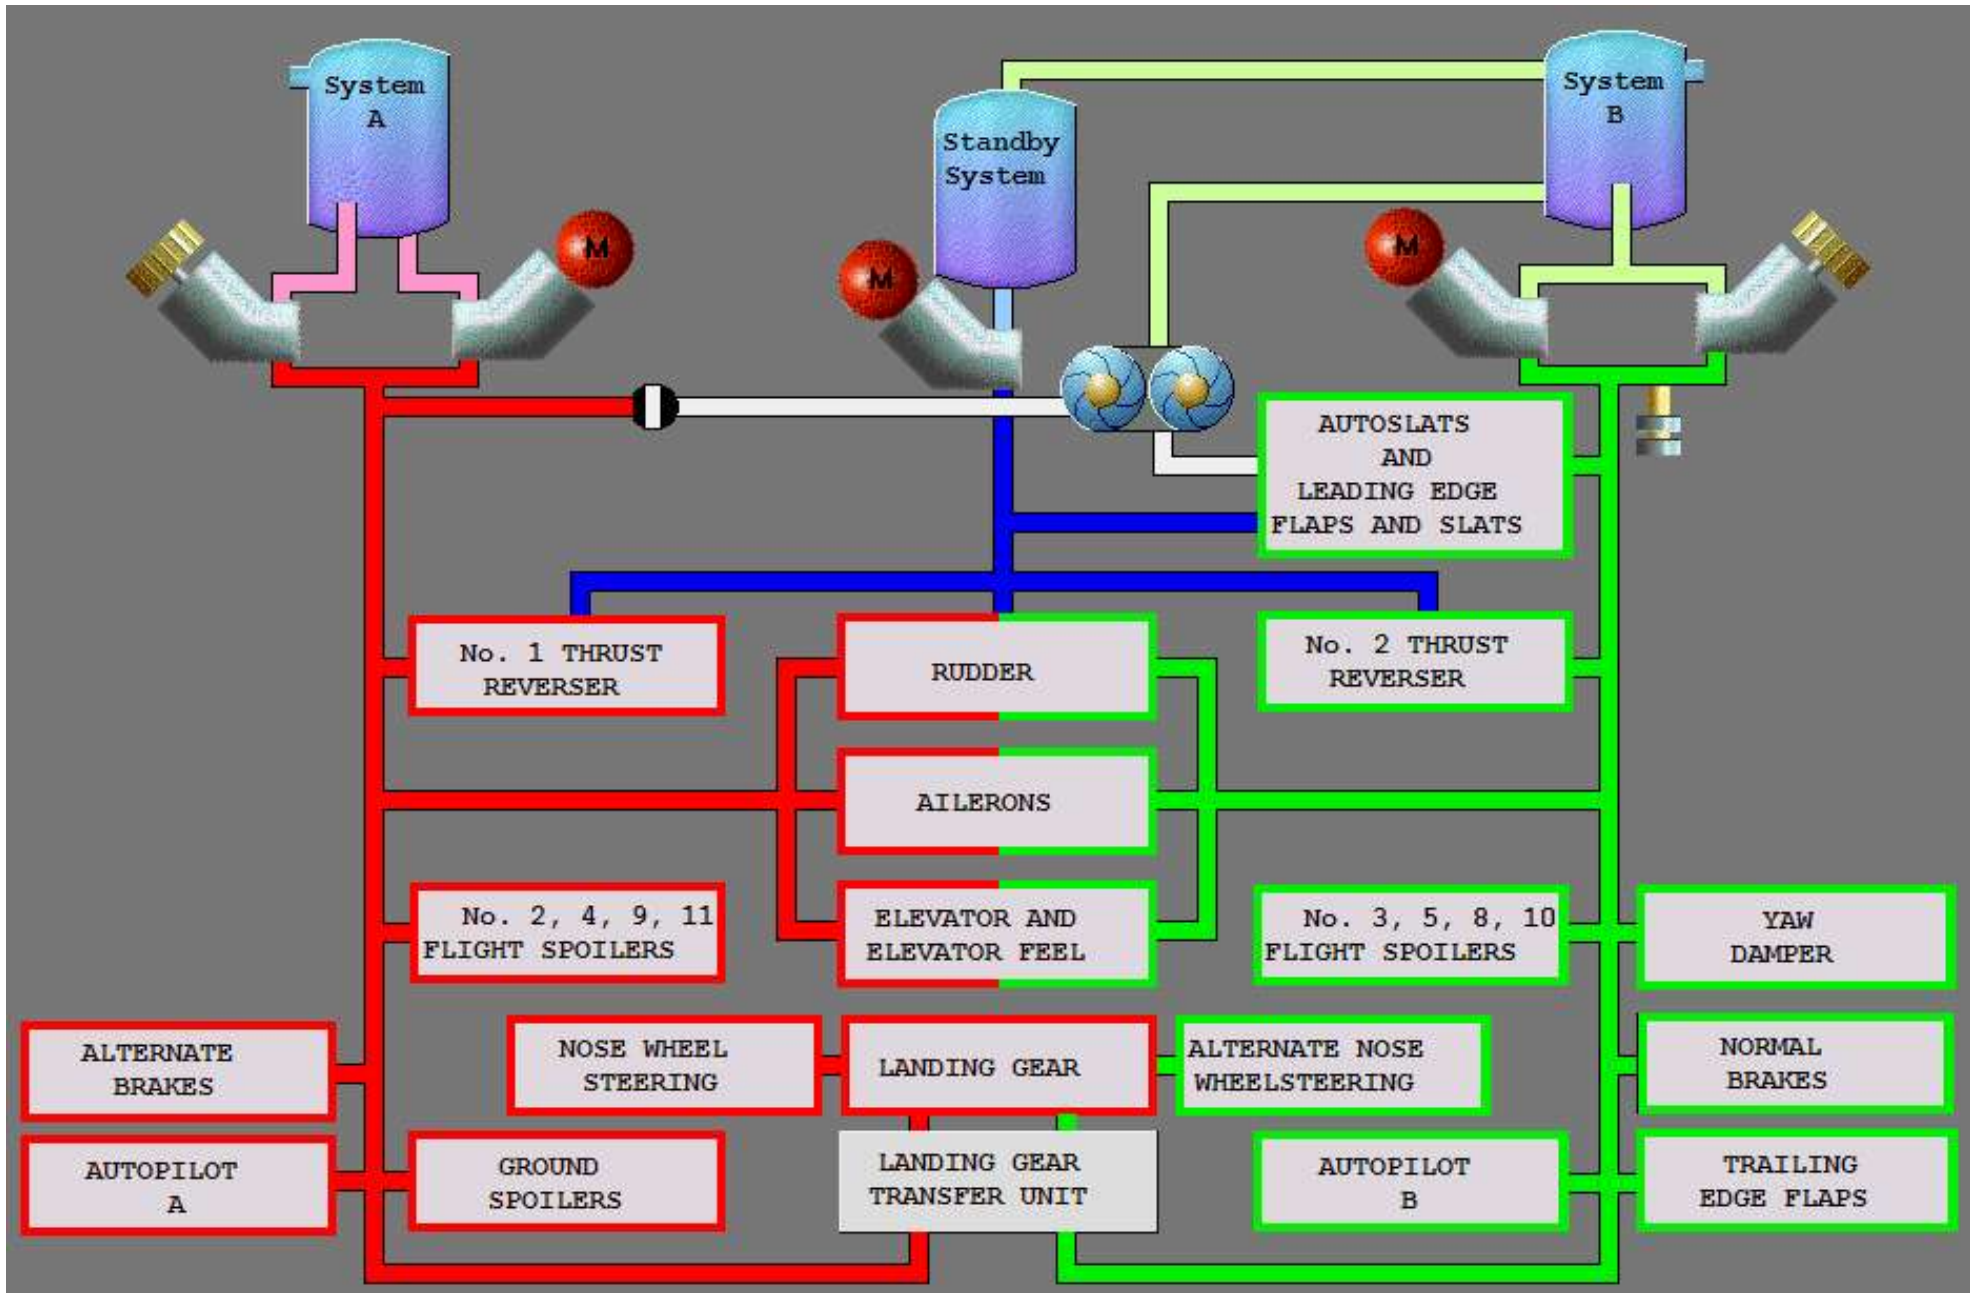 System
A
Standby
System
System
B
M
M
M
AUTOSLATS
AND
LEADING EDGE
FLAPS AND SLATS
No. 1 THRUST
REVERSER
RUDDER
No. 2 THRUST
REVERSER
AILERONS
No. 2, 4, 9, 11
FLIGHT SPOILERS
ELEVATOR AND
ELEVATOR FEEL
No. 3, 5, 8, 10
FLIGHT SPOILERS
YAW
DAMPER
ALTERNATE
BRAKES
NOSE WHEEL
STEERING
LANDING GEAR
ALTERNATE NOSE
WHEELSTEERING
NORMAL
BRAKES
AUTOPILOT
A
GROUND
SPOILERS
LANDING GEAR
TRANSFER UNIT
AUTOPILOT
B
TRAILING
EDGE FLAPS